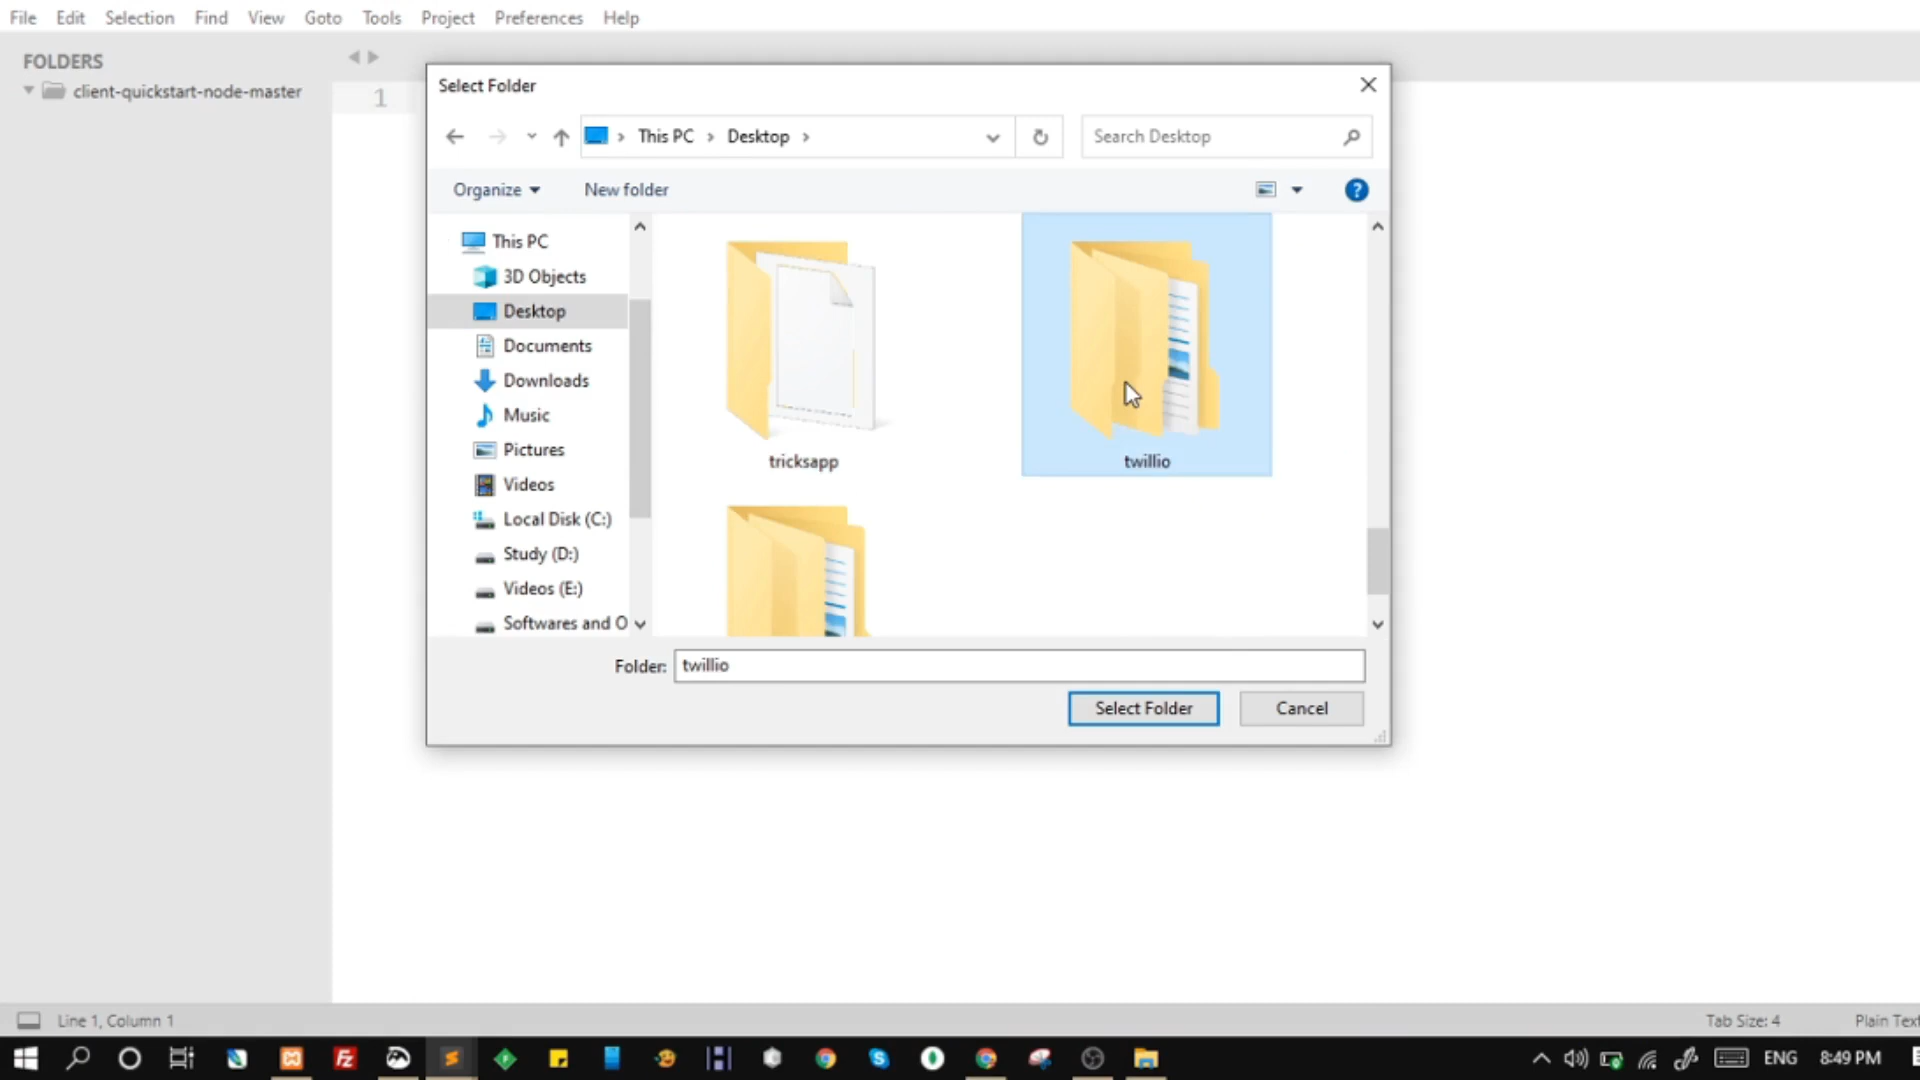 File Edit Selection Find View Goto Tools Project Preferences Help
FOLDERS
client-quickstart-node-master
1
Select Folder
This PC Desktop
Search Desktop
Organize New folder
This PC
3D Objects
Desktop
Documents
Downloads
Music
Pictures
Videos
Local Disk (C:)
Study (D:)
Videos (E:)
Softwares and O
tricksapp
twillio
Folder: twillio
Select Folder Cancel
Line 1, Column 1
Tab Size: 4 Plain Text
ENG 8:49 PM